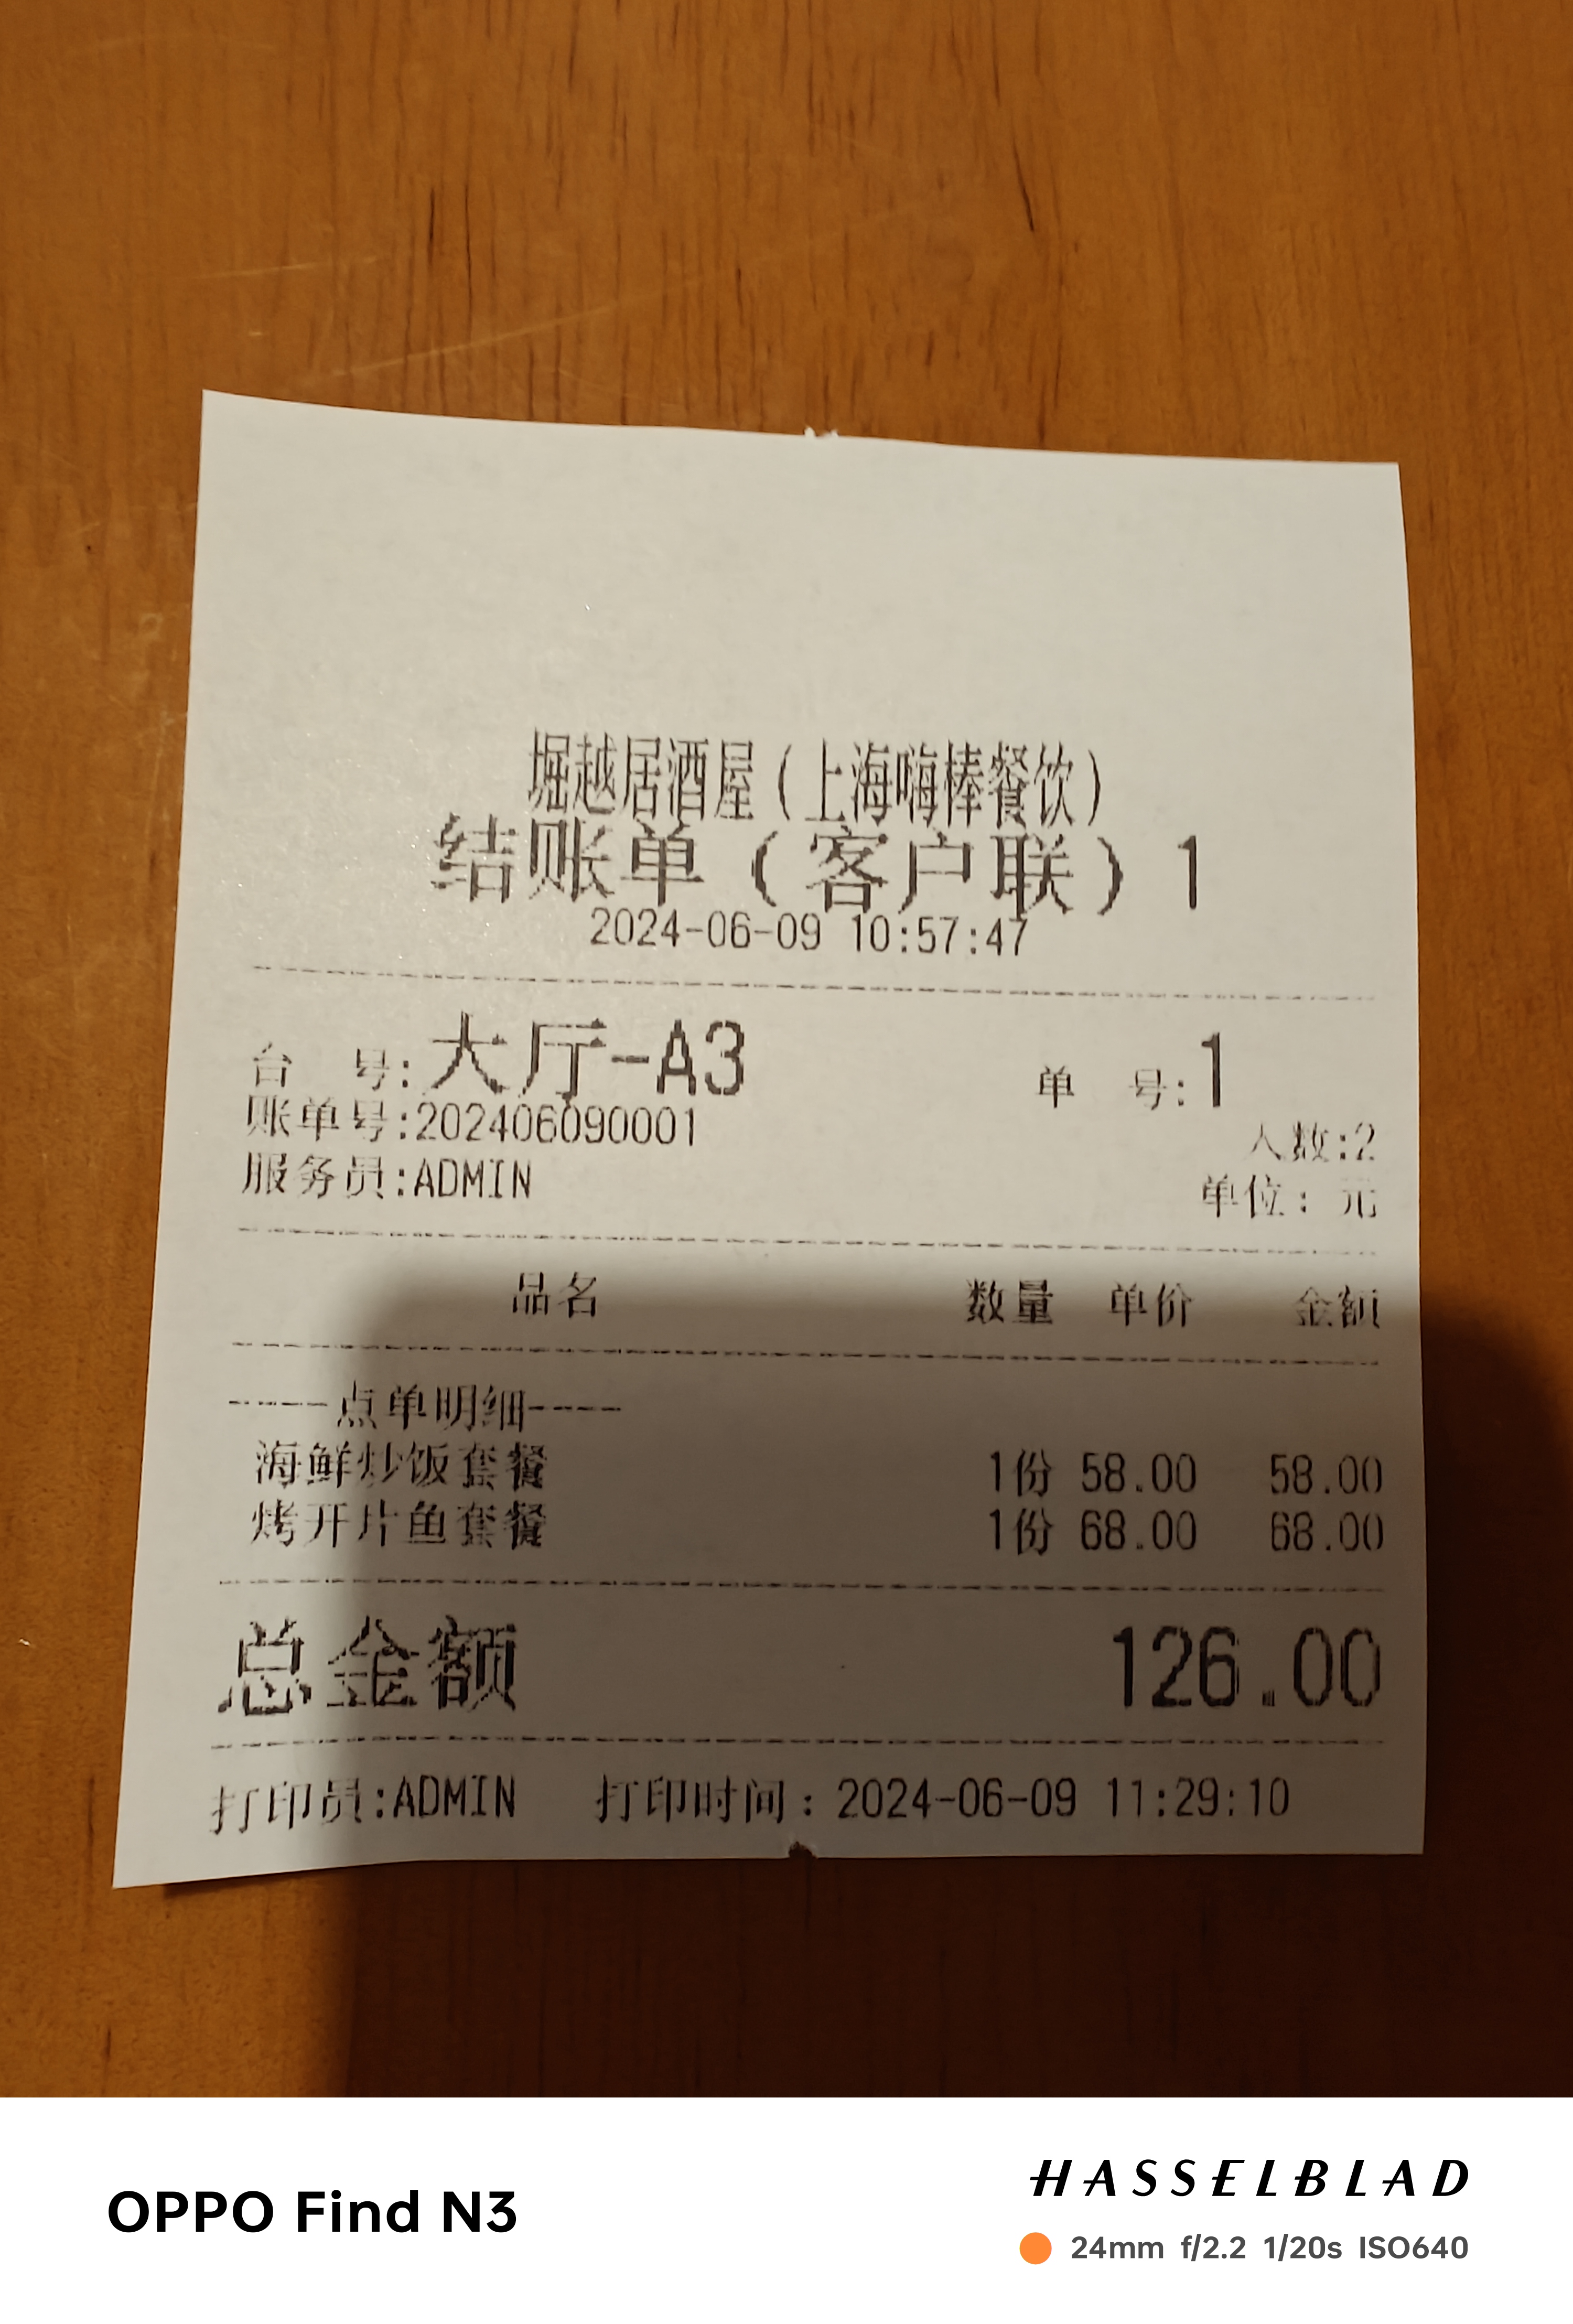 堀越居酒屋(上海嗨棒餐饮)
结账单(客户联)1
2024-06-09 10:57:47
台 号:大厅-A3 单 号:1
账单号:202406090001 人数:2
服务员:ADMIN 单位: 元
品名 数量 单价 金额
----点单明细----
海鲜炒饭套餐 1份 58.00 58.00
烤开片鱼套餐 1份 68.00 68.00
总金额 126.00
打印员:ADMIN 打印时间: 2024-06-09 11:29:10
OPPO Find N3
HASSELBLAD
24mm f/2.2 1/20s ISO640